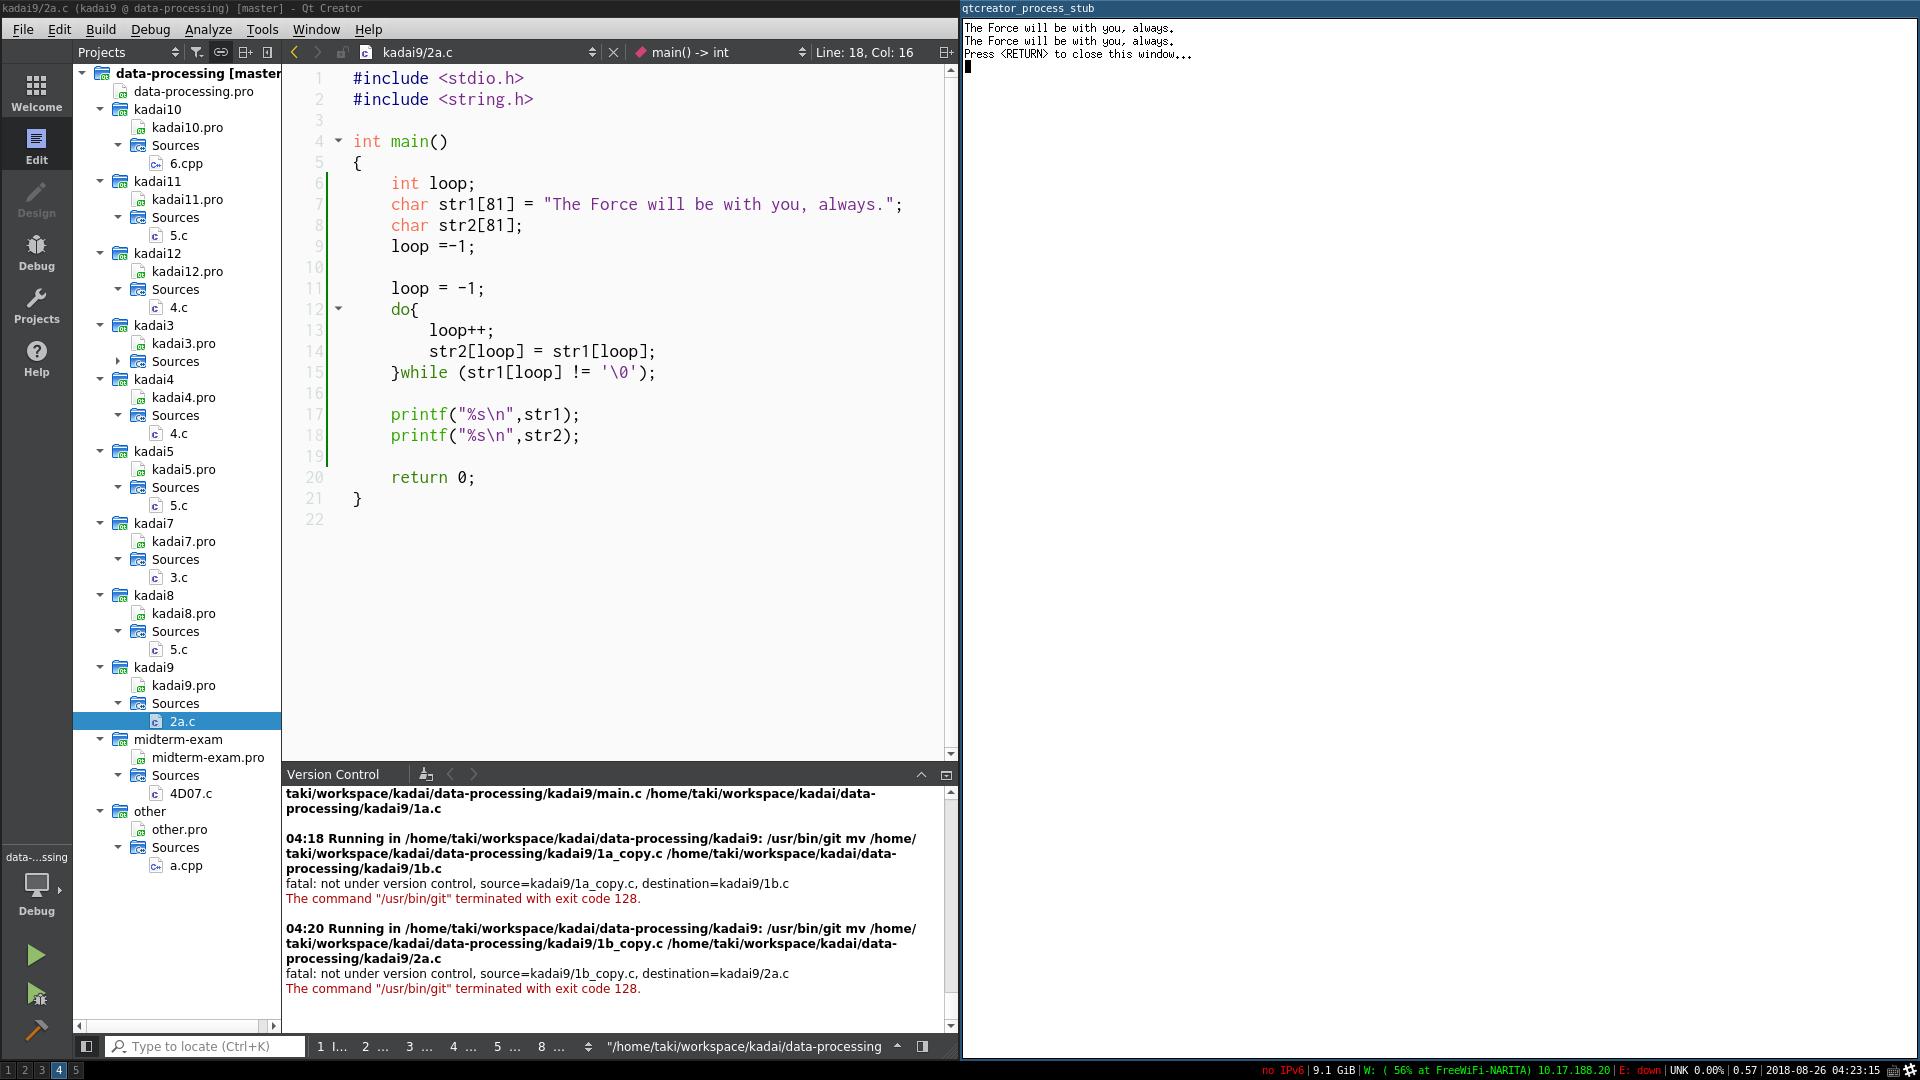 kadai9/2a.c (kadai9 @ data-processing) [master] - Qt Creator
File Edit Build Debug Analyze Tools Window Help
Projects
kadai9/2a.c
main() -> int
Line: 18, Col: 16
Welcome
Edit
Design
Debug
Projects
Help
data-processing [master
data-processing.pro
kadai10
kadai10.pro
Sources
6.cpp
kadai11
kadai11.pro
Sources
5.c
kadai12
kadai12.pro
Sources
4.c
kadai3
kadai3.pro
Sources
kadai4
kadai4.pro
Sources
4.c
kadai5
kadai5.pro
Sources
5.c
kadai7
kadai7.pro
Sources
3.c
kadai8
kadai8.pro
Sources
5.c
kadai9
kadai9.pro
Sources
2a.c
midterm-exam
midterm-exam.pro
Sources
4D07.c
other
other.pro
Sources
a.cpp
1 #include <stdio.h>
2 #include <string.h>
3
4 int main()
5 {
6 int loop;
7 char str1[81] = "The Force will be with you, always.";
8 char str2[81];
9 loop =-1;
10
11 loop = -1;
12 do{
13 loop++;
14 str2[loop] = str1[loop];
15 }while (str1[loop] != '\0');
16
17 printf("%s\n",str1);
18 printf("%s\n",str2);
19
20 return 0;
21 }
22
Version Control
taki/workspace/kadai/data-processing/kadai9/main.c /home/taki/workspace/kadai/data-
processing/kadai9/1a.c
04:18 Running in /home/taki/workspace/kadai/data-processing/kadai9: /usr/bin/git mv /home/
taki/workspace/kadai/data-processing/kadai9/1a_copy.c /home/taki/workspace/kadai/data-
processing/kadai9/1b.c
fatal: not under version control, source=kadai9/1a_copy.c, destination=kadai9/1b.c
The command "/usr/bin/git" terminated with exit code 128.
04:20 Running in /home/taki/workspace/kadai/data-processing/kadai9: /usr/bin/git mv /home/
taki/workspace/kadai/data-processing/kadai9/1b_copy.c /home/taki/workspace/kadai/data-
processing/kadai9/2a.c
fatal: not under version control, source=kadai9/1b_copy.c, destination=kadai9/2a.c
The command "/usr/bin/git" terminated with exit code 128.
data-...ssing
Debug
Type to locate (Ctrl+K)
1 I... 2 ... 3 ... 4 ... 5 ... 8 ...
"/home/taki/workspace/kadai/data-processing
qtcreator_process_stub
The Force will be with you, always.
The Force will be with you, always.
Press <RETURN> to close this window...
1 2 3 4 5
no IPv6|9.1 GiB|W: ( 56% at FreeWiFi-NARITA) 10.17.188.20|E: down|UNK 0.00%|0.57|2018-08-26 04:23:15